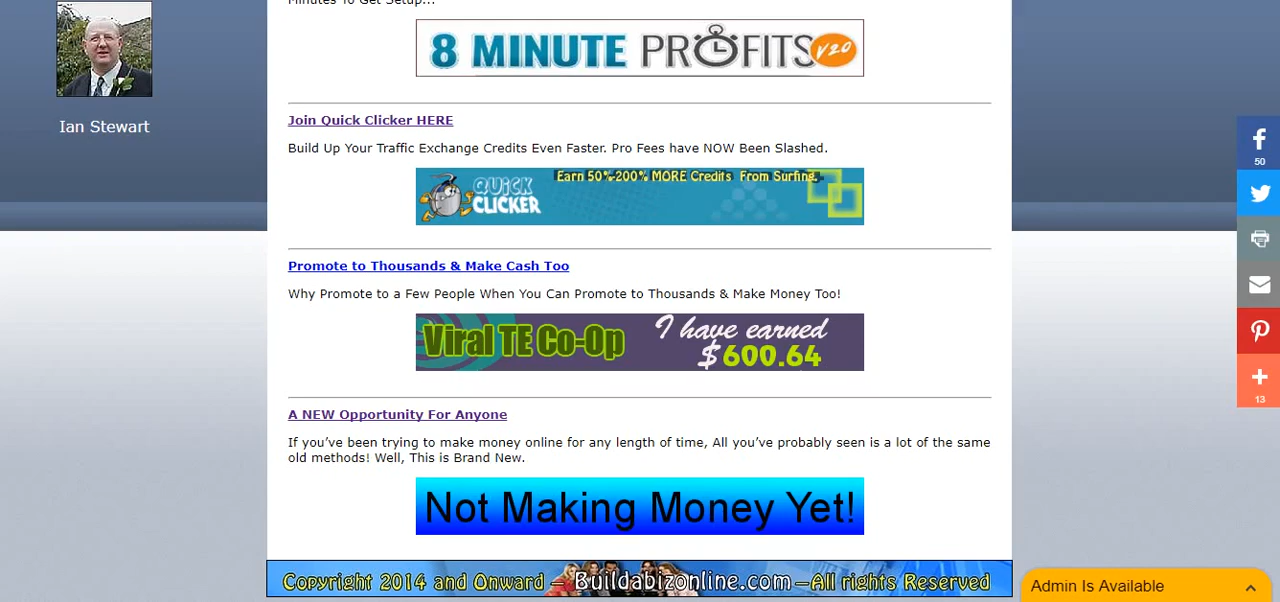 Minutes To Get Setup...
8 MINUTE PROFITS V20
Ian Stewart
Join Quick Clicker HERE
Build Up Your Traffic Exchange Credits Even Faster. Pro Fees have NOW Been Slashed.
Earn 50%-200% MORE Credits From Surfing.
QUICK
CLICKER
50
Promote to Thousands & Make Cash Too
Why Promote to a Few People When You Can Promote to Thousands & Make Money Too!
Viral TE Co-Op
I have earned
$600.64
13
A NEW Opportunity For Anyone
If you’ve been trying to make money online for any length of time, All you’ve probably seen is a lot of the same
old methods! Well, This is Brand New.
Not Making Money Yet!
Copyright 2014 and Onward – Buildabizonline.com – All rights Reserved
Admin Is Available